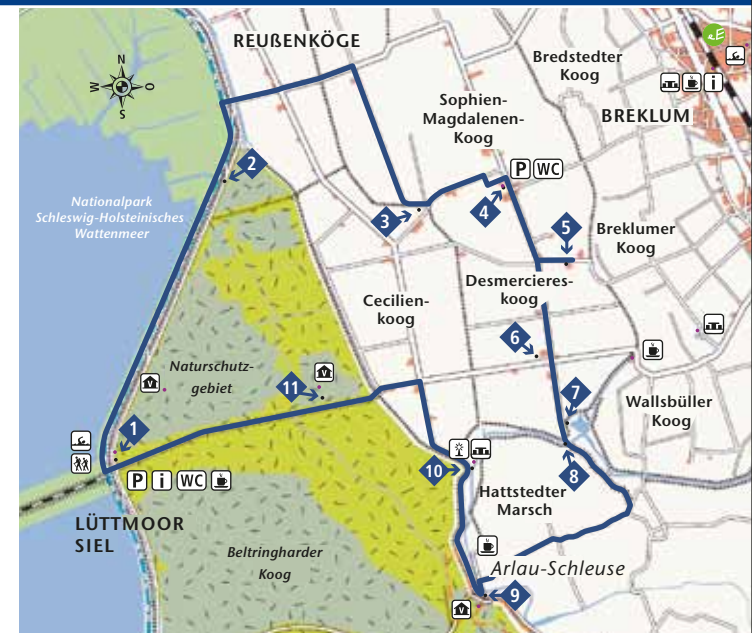 REUßENKÖGE
Bredstedter
Koog
eE
i
Sophien-
Magdalenen-
Koog
BREKLUM
N
W
O
S
P WC
2
Nationalpark
Schleswig-Holsteinisches
Wattenmeer
3
4
5
Breklumer
Koog
Desmercieres-
koog
Cecilien-
koog
6
Naturschutz-
gebiet
V
V
11
7
Wallsbüller
Koog
1
10
8
P i WC
Hattstedter
Marsch
LÜTTMOOR
SIEL
Beltringharder
Koog
Arlau-Schleuse
9
V